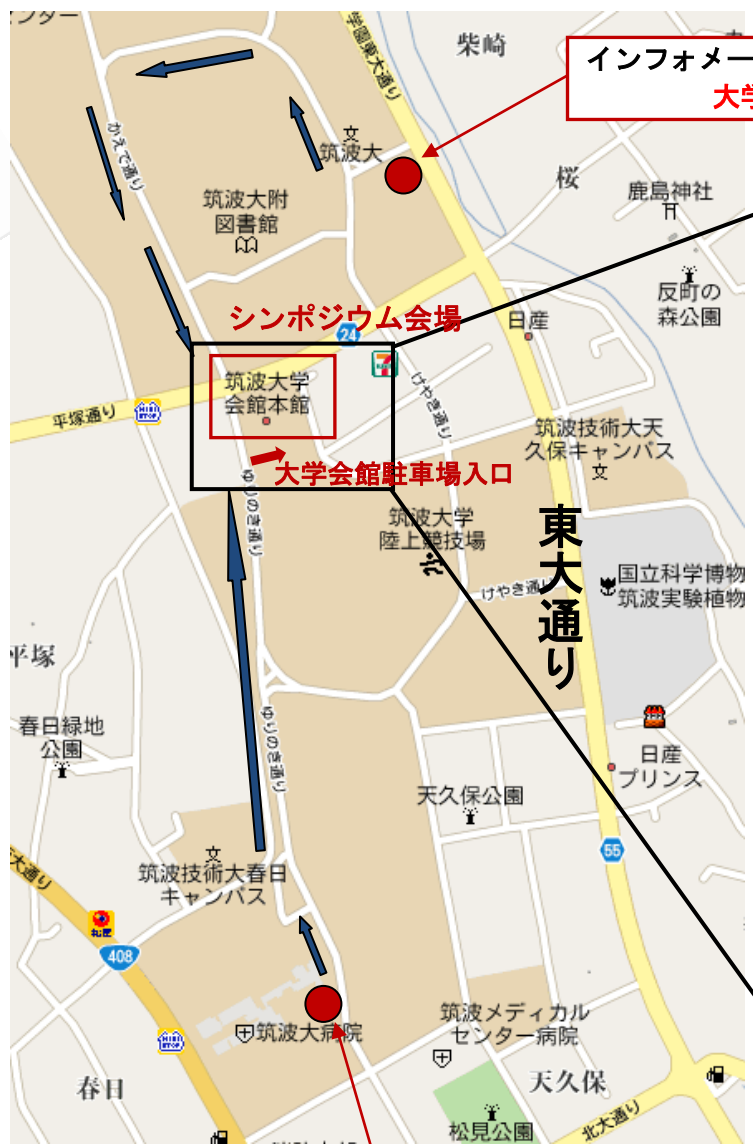 ンター
学園東大通り
柴崎
インフォメー
大学
かえで通り
筑波大
桜
鹿島神社
筑波大附
図書館
反町の
森公園
シンポジウム会場
24
日産
筑波大学
会館本館
けやき通り
平塚通り
筑波技術大天
久保キャンパス
大学会館駐車場入口
ゆりのき通り
筑波大学
陸上競技場
東大通り
けやき通り
国立科学博物
筑波実験植物
平塚
ゆりのき通り
春日緑地
公園
日産
プリンス
天久保公園
55
大通り
筑波技術大春日
キャンパス
408
筑波大病院
筑波メディカル
センター病院
春日
天久保
松見公園
北大通り